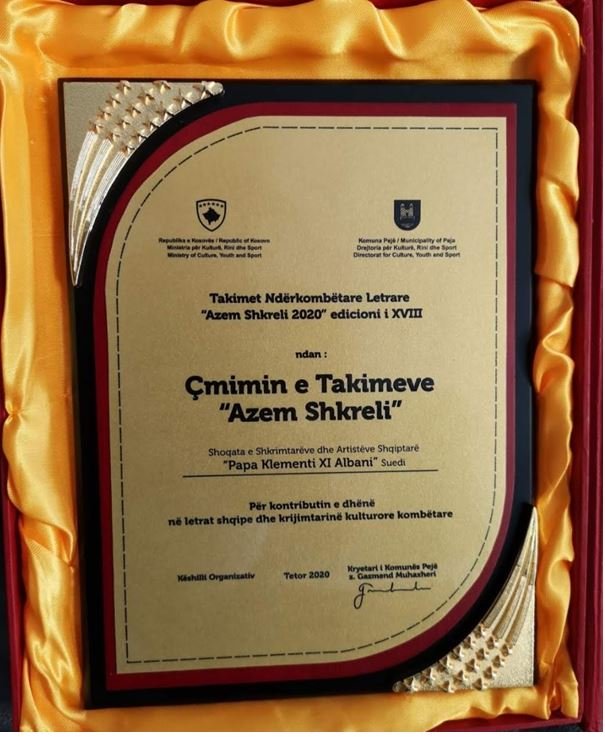 Republika e Kosovës / Republic of Kosovo
Ministria për Kulturë, Rini dhe Sport
Ministry of Culture, Youth and Sport
Komuna Pejë / Municipality of Peja
Drejtoria për Kulturë, Rini dhe Sport
Directorat for Culture, Youth and Sport
Takimet Ndërkombëtare Letrare
"Azem Shkreli 2020" edicioni i XVIII
ndan :
Çmimin e Takimeve
"Azem Shkreli"
Shoqata e Shkrimtarëve dhe Artistëve Shqiptarë
"Papa Klementi XI Albani" Suedi
Për kontributin e dhënë
në letrat shqipe dhe krijimtarinë kulturore kombëtare
Këshilli Organizativ
Tetor 2020
Kryetari i Komunës Pejë
z. Gazmend Muhaxheri